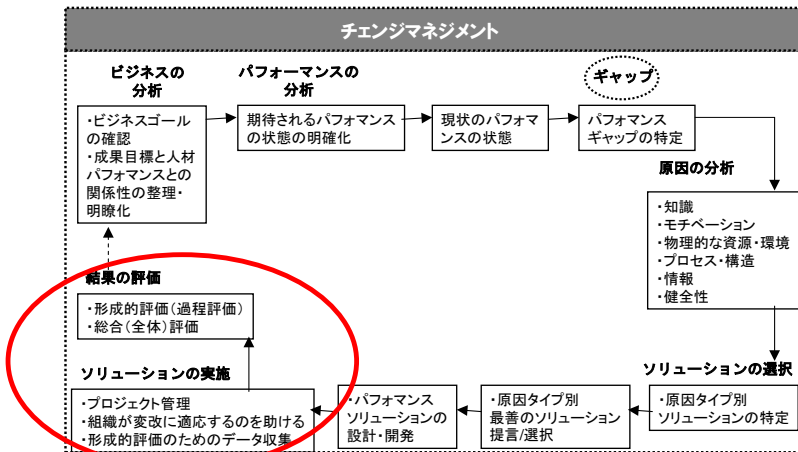 チェンジマネジメント
ビジネスの
分析
・ビジネスゴール
の確認
・成果目標と人材
パフォーマンスとの
関係性の整理・
明瞭化
パフォーマンスの
分析
期待されるパフォマンス
の状態の明確化
現状のパフォマ
ンスの状態
ギャップ
パフォマンス
ギャップの特定
原因の分析
・知識
・モチベーション
・物理的な資源・環境
・プロセス・構造
・情報
・健全性
ソリューションの選択
・原因タイプ別
ソリューションの特定
・原因タイプ別
最善のソリューション
提言/選択
・パフォマンス
ソリューションの
設計・開発
ソリューションの実施
・プロジェクト管理
・組織が変改に適応するのを助ける
・形成的評価のためのデータ収集
結果の評価
・形成的評価(過程評価)
・総合(全体)評価